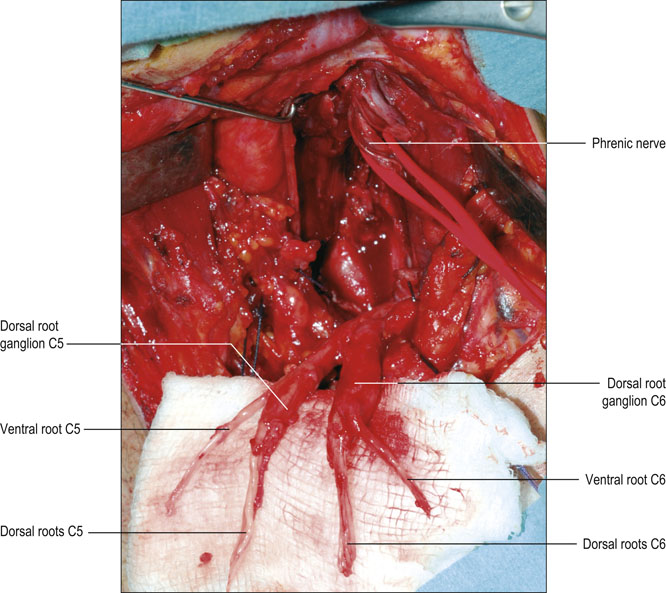 Phrenic nerve
Dorsal root
ganglion C5
Dorsal root
ganglion C6
Ventral root C5
Ventral root C6
Dorsal roots C5
Dorsal roots C6